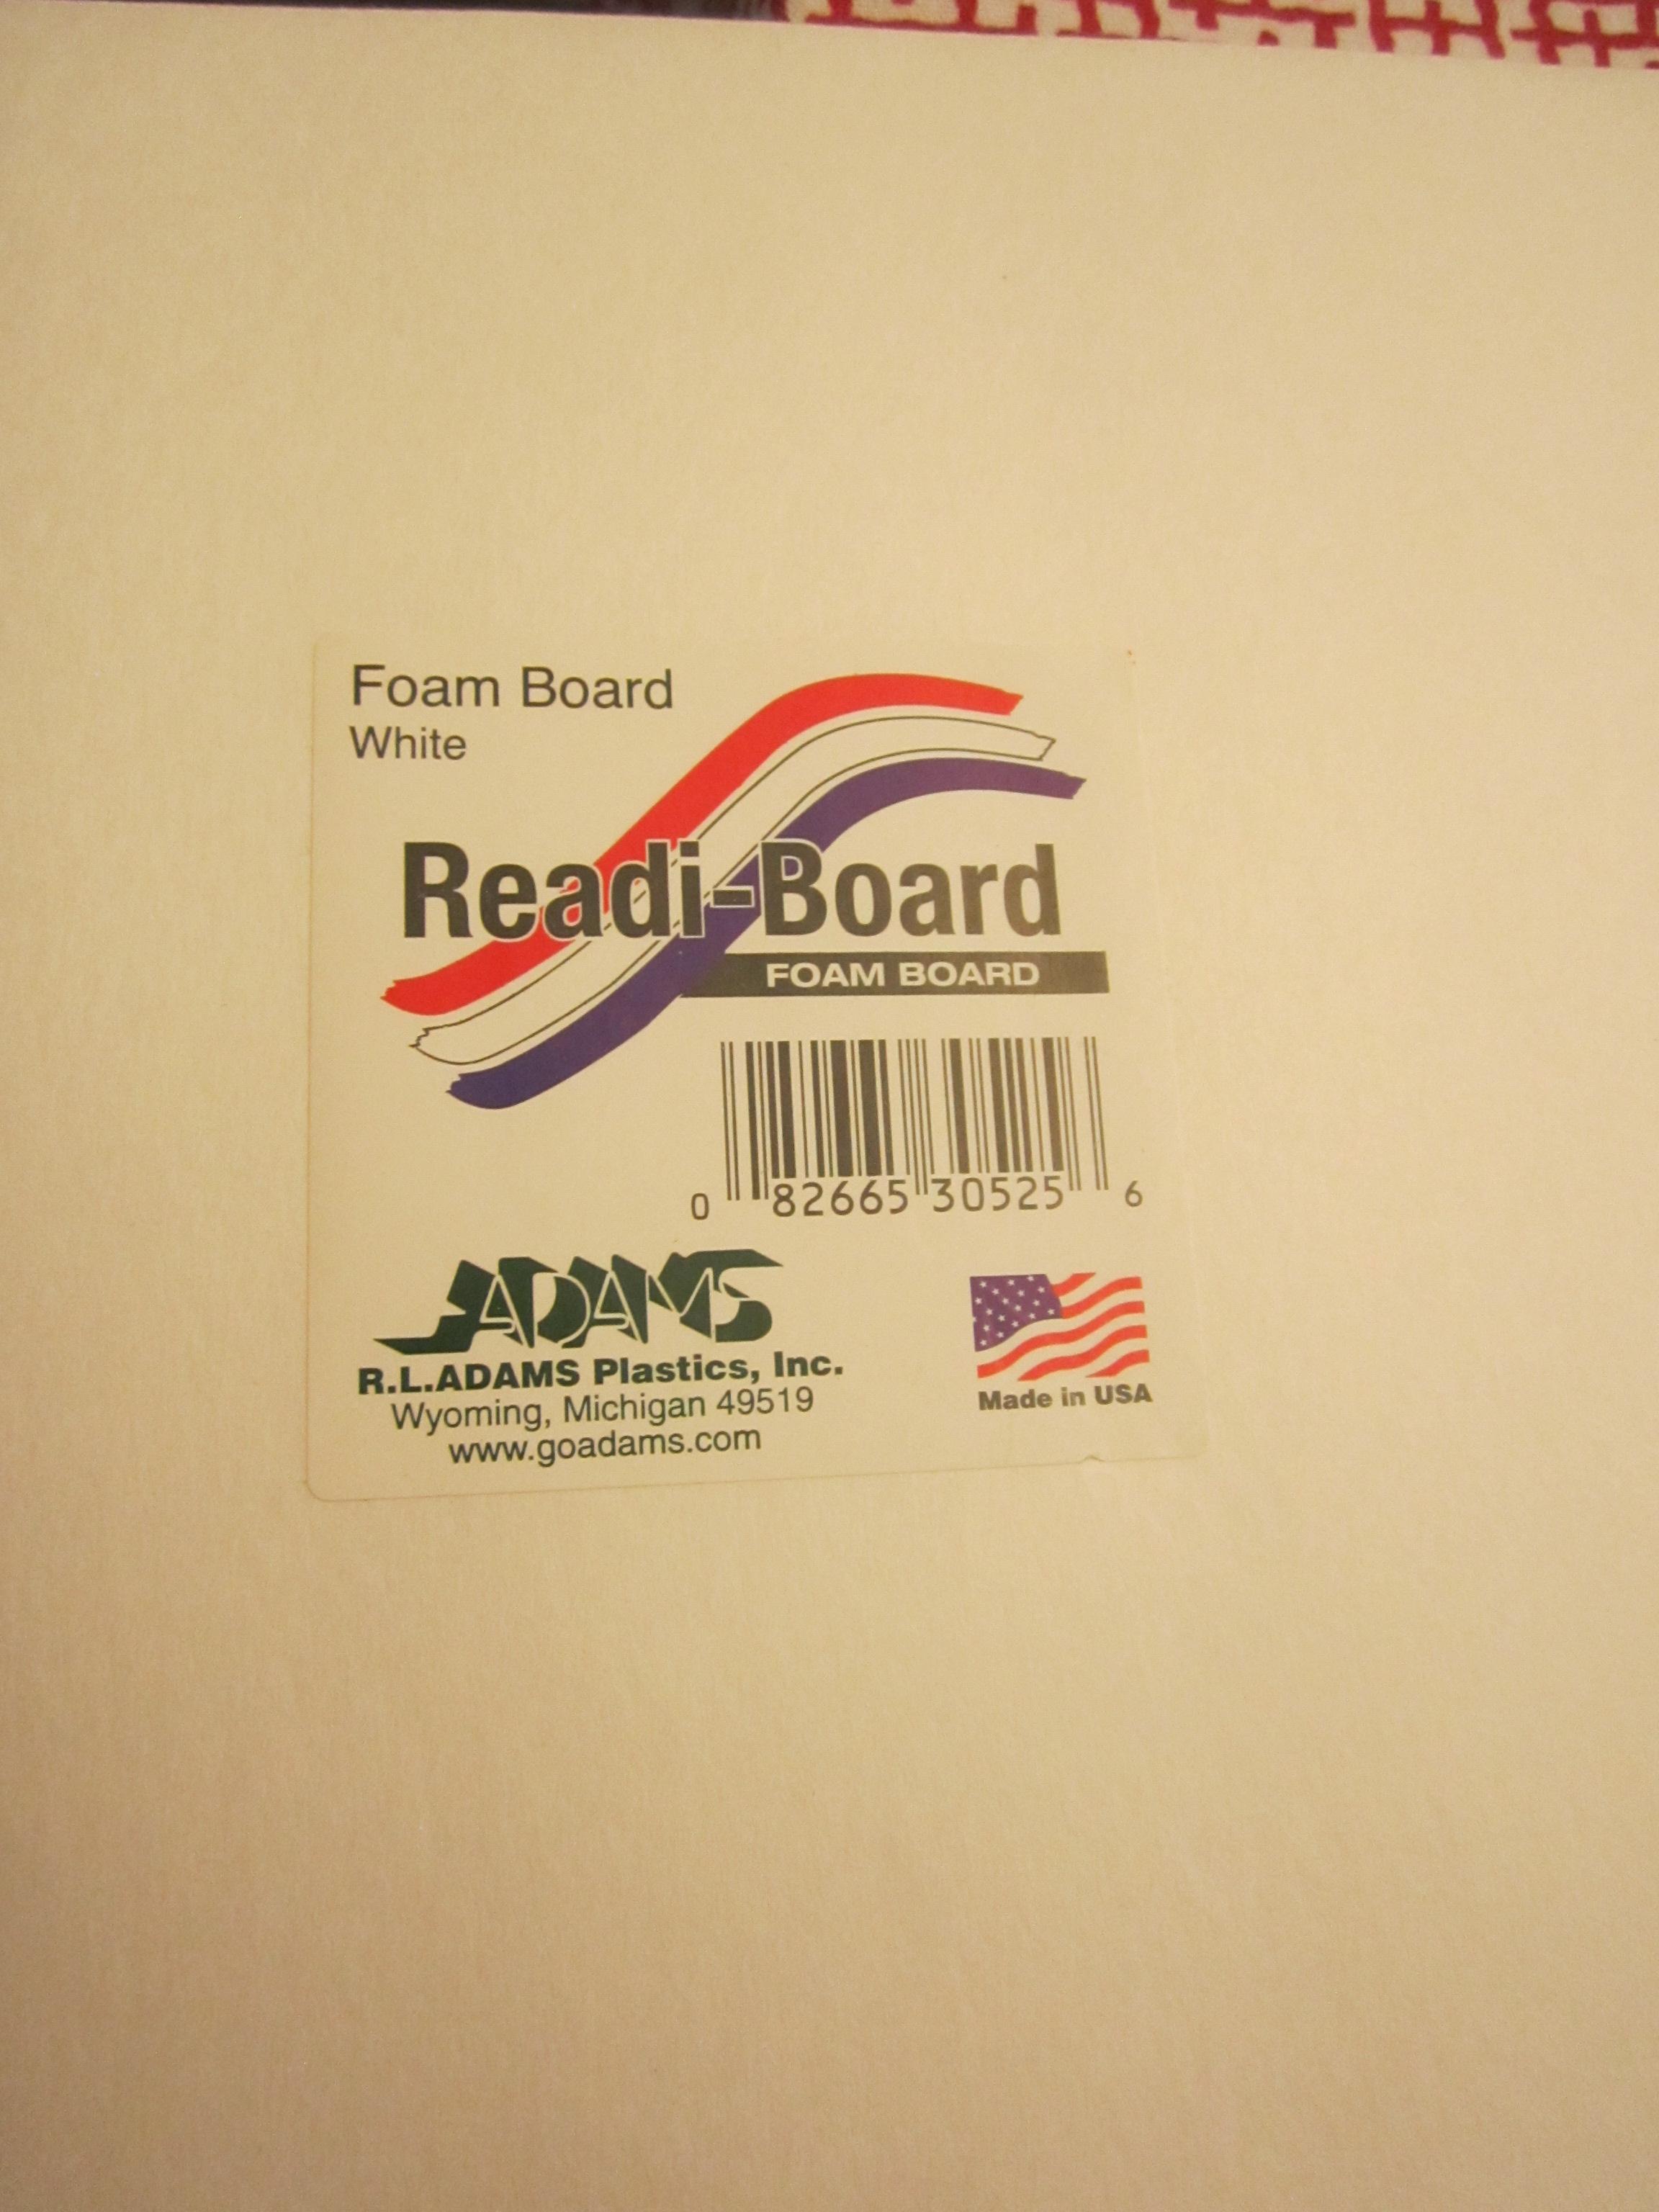 Foam Board
White
Readi-Board
FOAM BOARD
0 82665 30525 6
ADAMS
R.L.ADAMS Plastics, Inc.
Wyoming, Michigan 49519
www.goadams.com
Made in USA